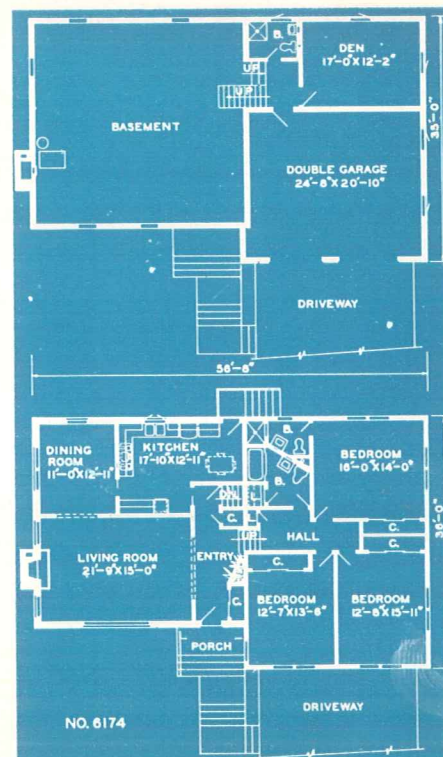 B.
DEN
17'-0"X12'-2"
UP
UP
BASEMENT
35'-0"
DOUBLE GARAGE
24'-8"X20'-10"
DRIVEWAY
56'-8"
B.
DINING
ROOM
11'-0"X12'-11"
KITCHEN
17'-10"X12'-11"
BEDROOM
16'-0"X14'-0"
B.
DN.
L.
C.
C.
UP
HALL
C.
38'-0"
LIVING ROOM
21'-9"X15'-0"
ENTRY
C.
C.
BEDROOM
12'-7"X13'-6"
BEDROOM
12'-8"X15'-11"
PORCH
NO. 6174
DRIVEWAY